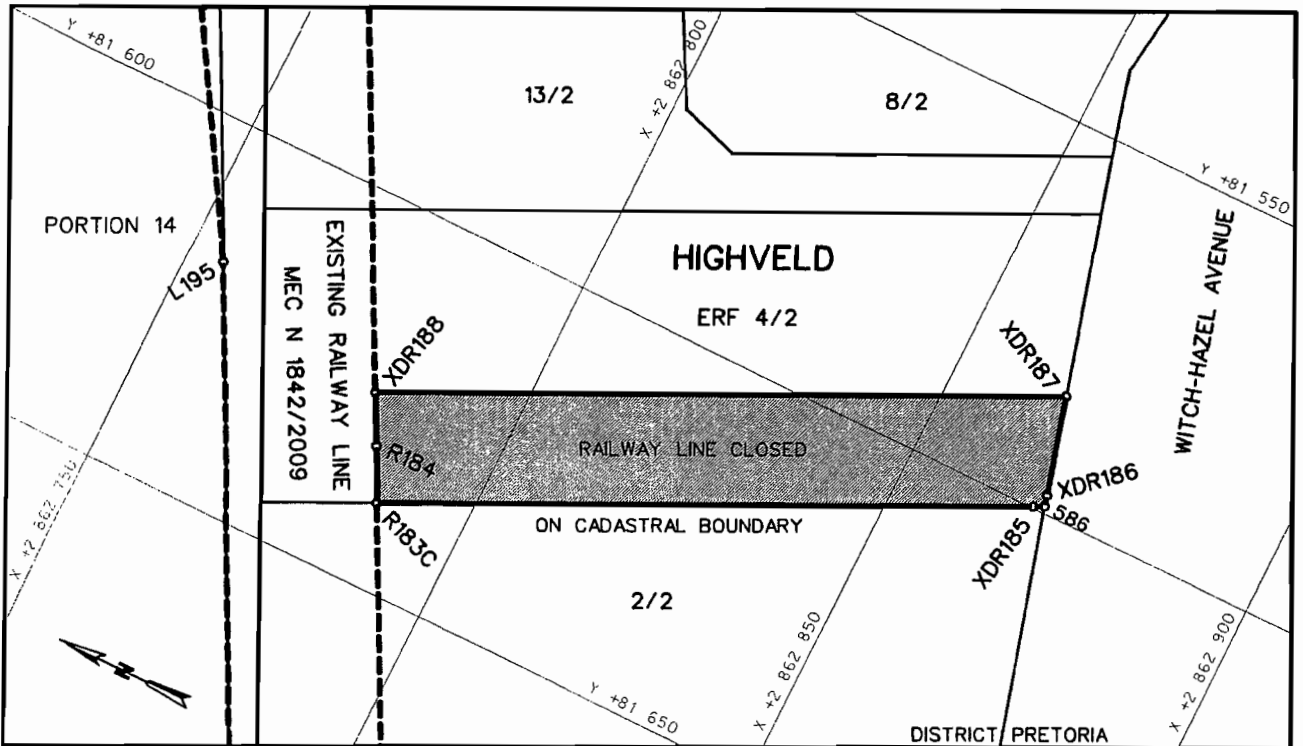 Y +81 600
X +2 862 800
13/2
8/2
Y +81 550
PORTION 14
L195
EXISTING RAILWAY LINE
MEC N 1842/2009
HIGHVELD
ERF 4/2
WITCH-HAZEL AVENUE
XDR188
XDR187
RAILWAY LINE CLOSED
R184
XDR186
586
R183C
ON CADASTRAL BOUNDARY
XDR185
X +2 862 750
2/2
N
Y +81 650
X +2 862 850
X +2 862 900
DISTRICT PRETORIA